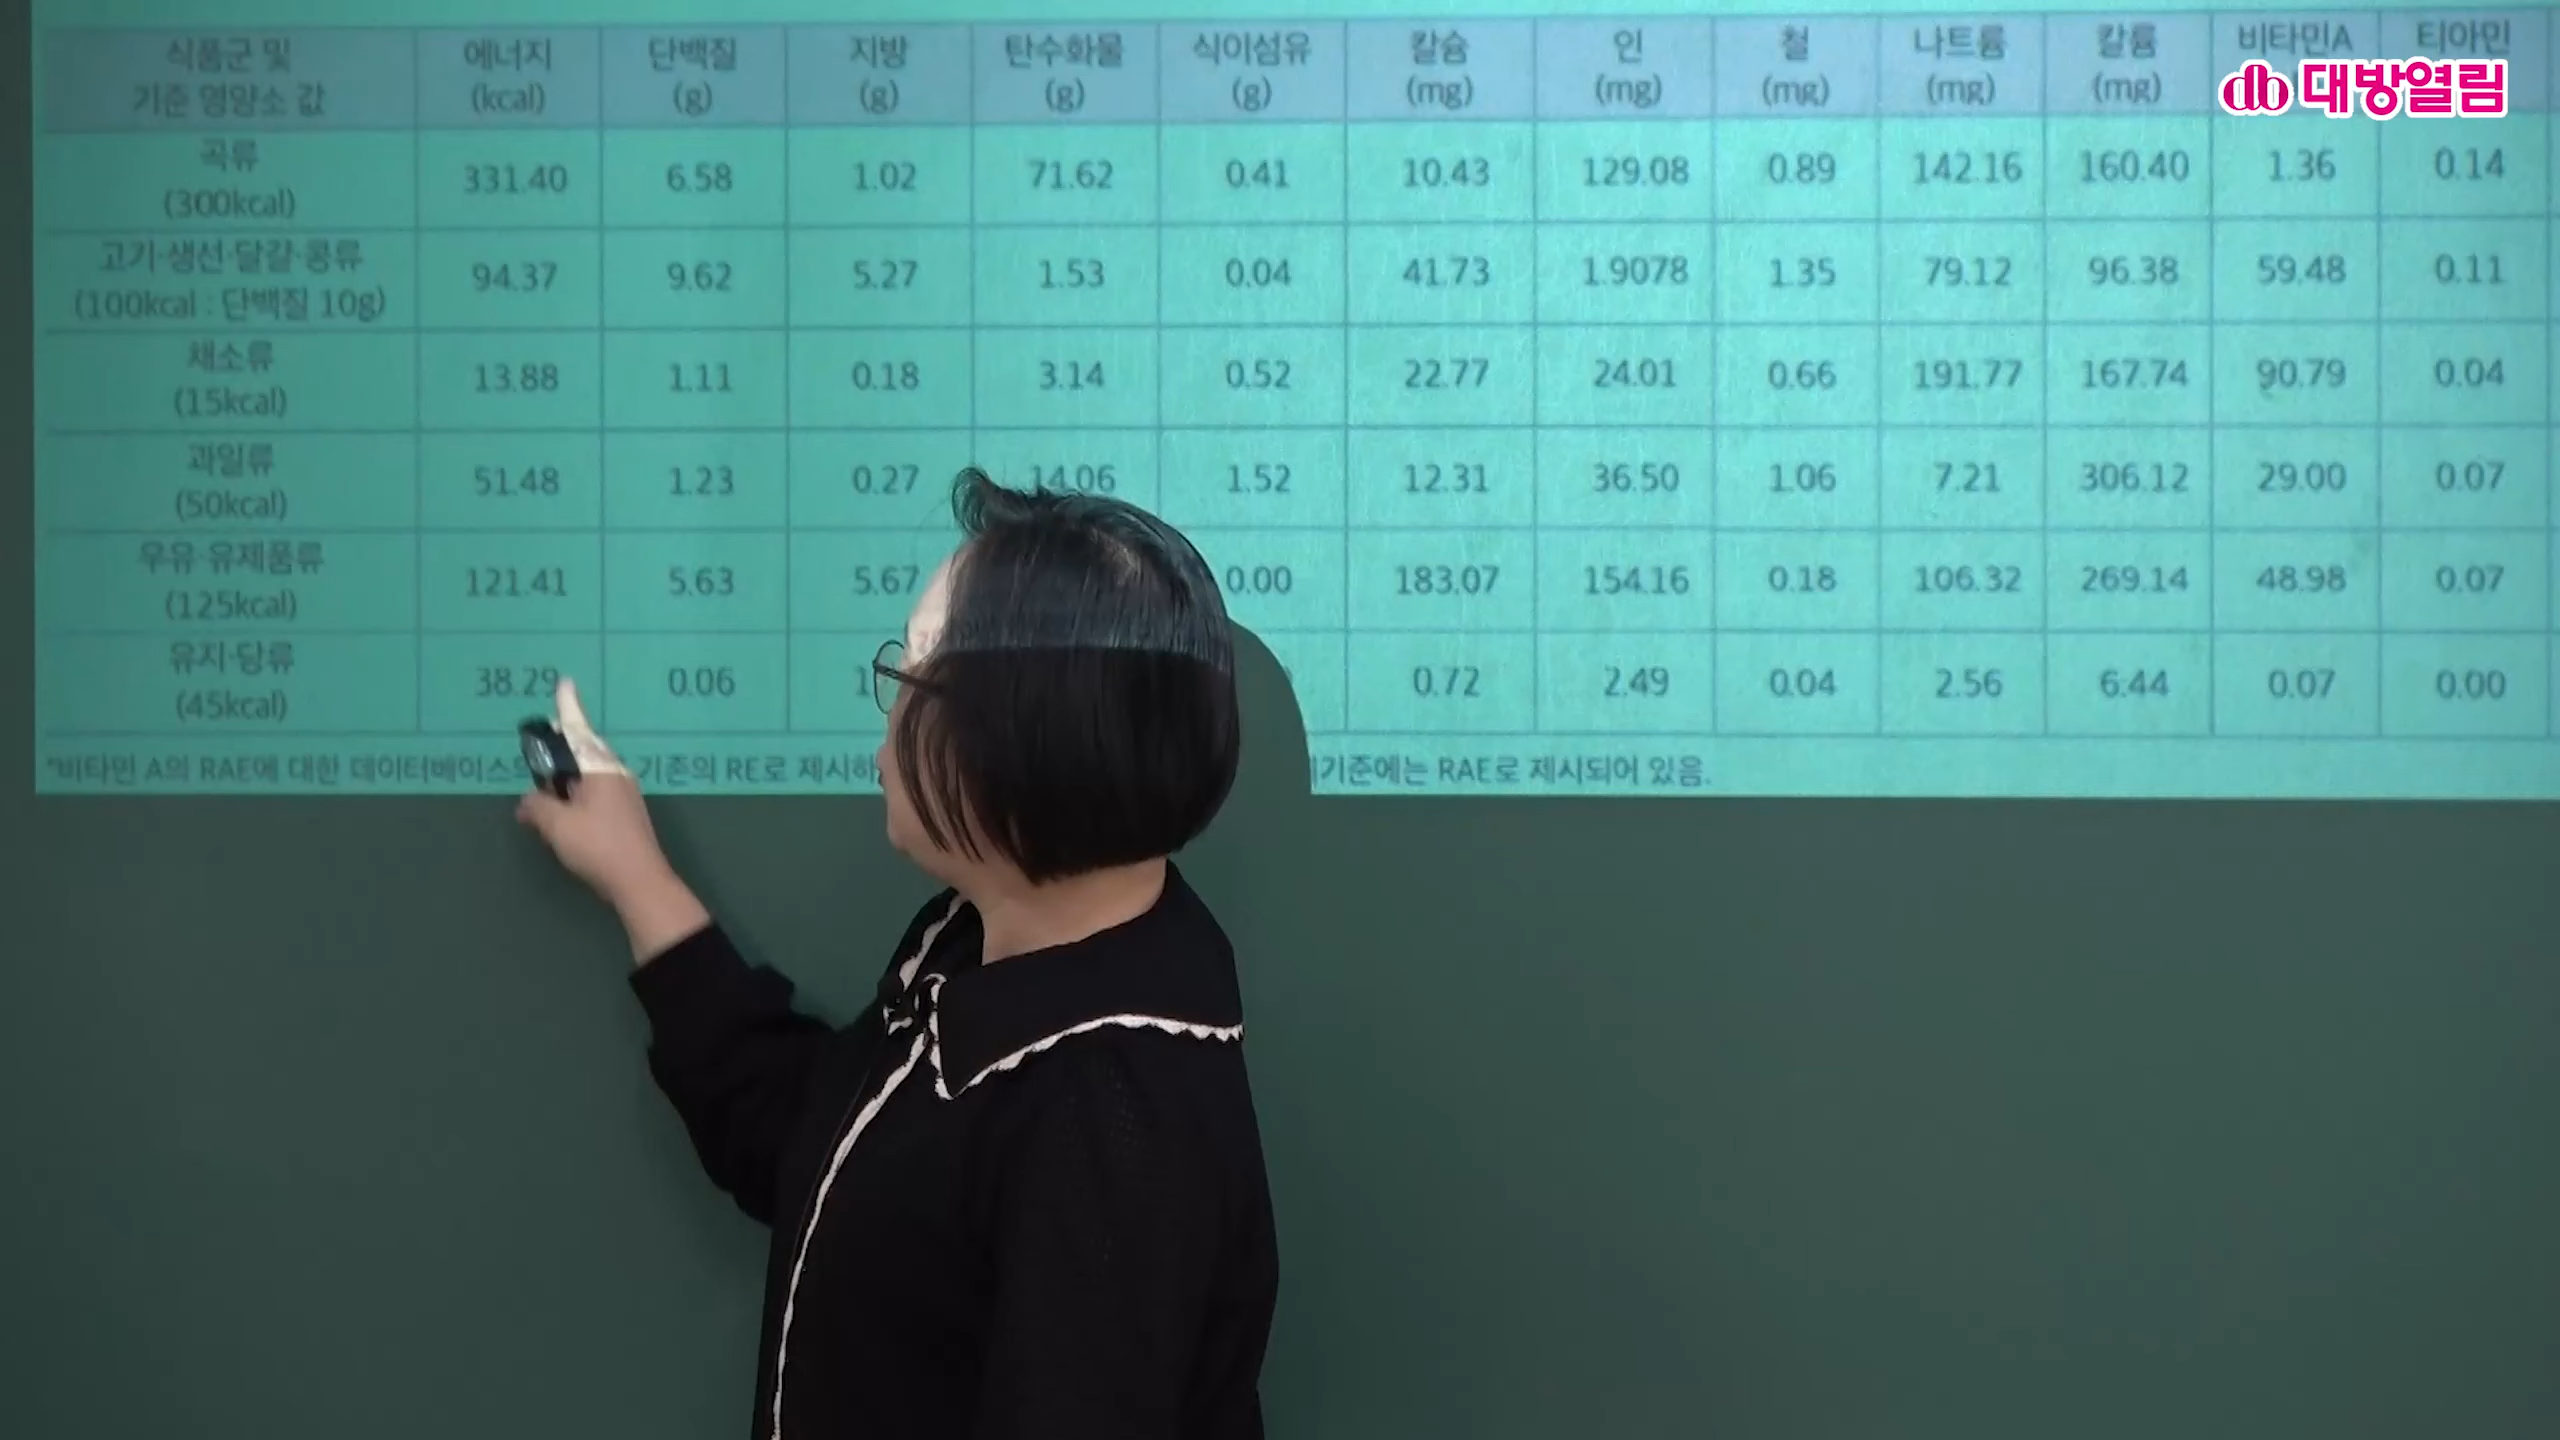 식품군 및 에너지 단백질 지방 탄수화물 식이섬유 칼슘 인 철 나트륨 칼륨 비타민A 티아민
기준 영양소 값 (kcal) (g) (g) (g) (g) (mg) (mg) (mg) (mg) (mg)
대방열림
곡류
(300kcal) 331.40 6.58 1.02 71.62 0.41 10.43 129.08 0.89 142.16 160.40 1.36 0.14
고기·생선·달걀·콩류
(100kcal : 단백질 10g) 94.37 9.62 5.27 1.53 0.04 41.73 1.9078 1.35 79.12 96.38 59.48 0.11
채소류
(15kcal) 13.88 1.11 0.18 3.14 0.52 22.77 24.01 0.66 191.77 167.74 90.79 0.04
과일류
(50kcal) 51.48 1.23 0.27 14.06 1.52 12.31 36.50 1.06 7.21 306.12 29.00 0.07
우유·유제품류
(125kcal) 121.41 5.63 5.67 0.00 183.07 154.16 0.18 106.32 269.14 48.98 0.07
유지·당류
(45kcal) 38.29 0.06 0.72 2.49 0.04 2.56 6.44 0.07 0.00
*비타민 A의 RAE에 대한 데이터베이스 기존의 RE로 제시하 기준에는 RAE로 제시되어 있음.